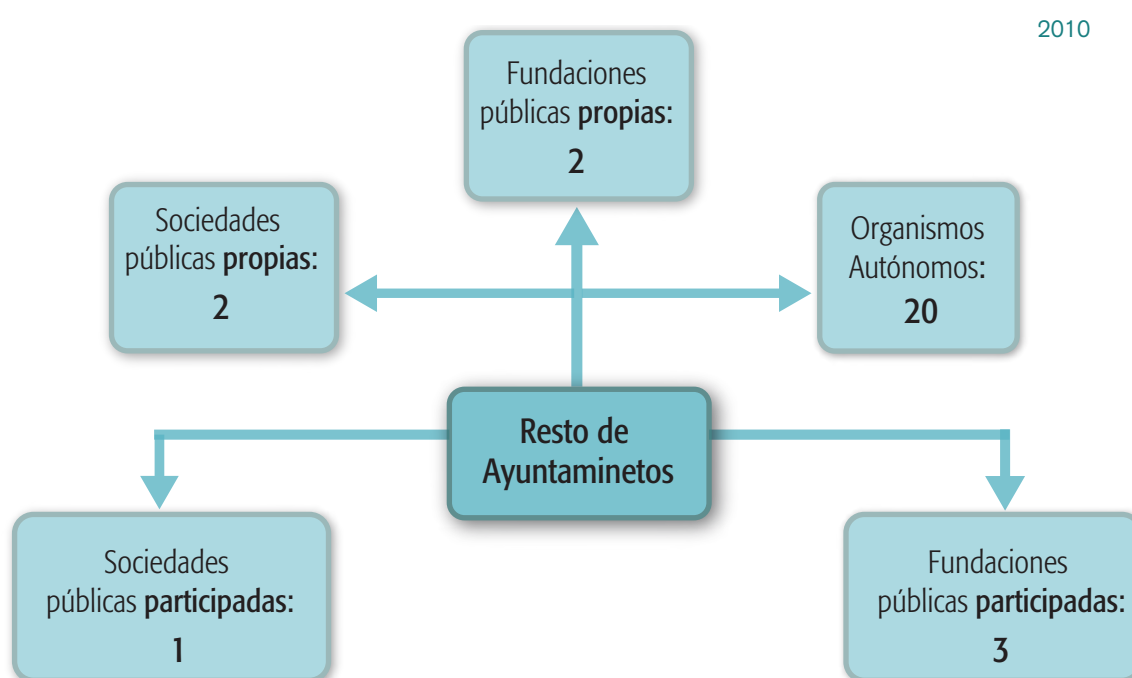 2010
Fundaciones
públicas propias:
2
Sociedades
públicas propias:
2
Organismos
Autónomos:
20
Resto de
Ayuntaminetos
Sociedades
públicas participadas:
1
Fundaciones
públicas participadas:
3